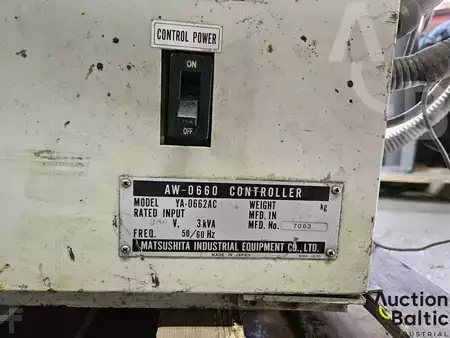 CONTROL POWER
ON
OFF
AW-0660 CONTROLLER
MODEL YA-0662AC WEIGHT kg
RATED INPUT MFD. IN
V, 3 kVA MFD. No. 7063
FREQ. 50/60 Hz
MATSUSHITA INDUSTRIAL EQUIPMENT CO., LTD.
MADE IN JAPAN
Auction
Baltic
INDUSTRIAL